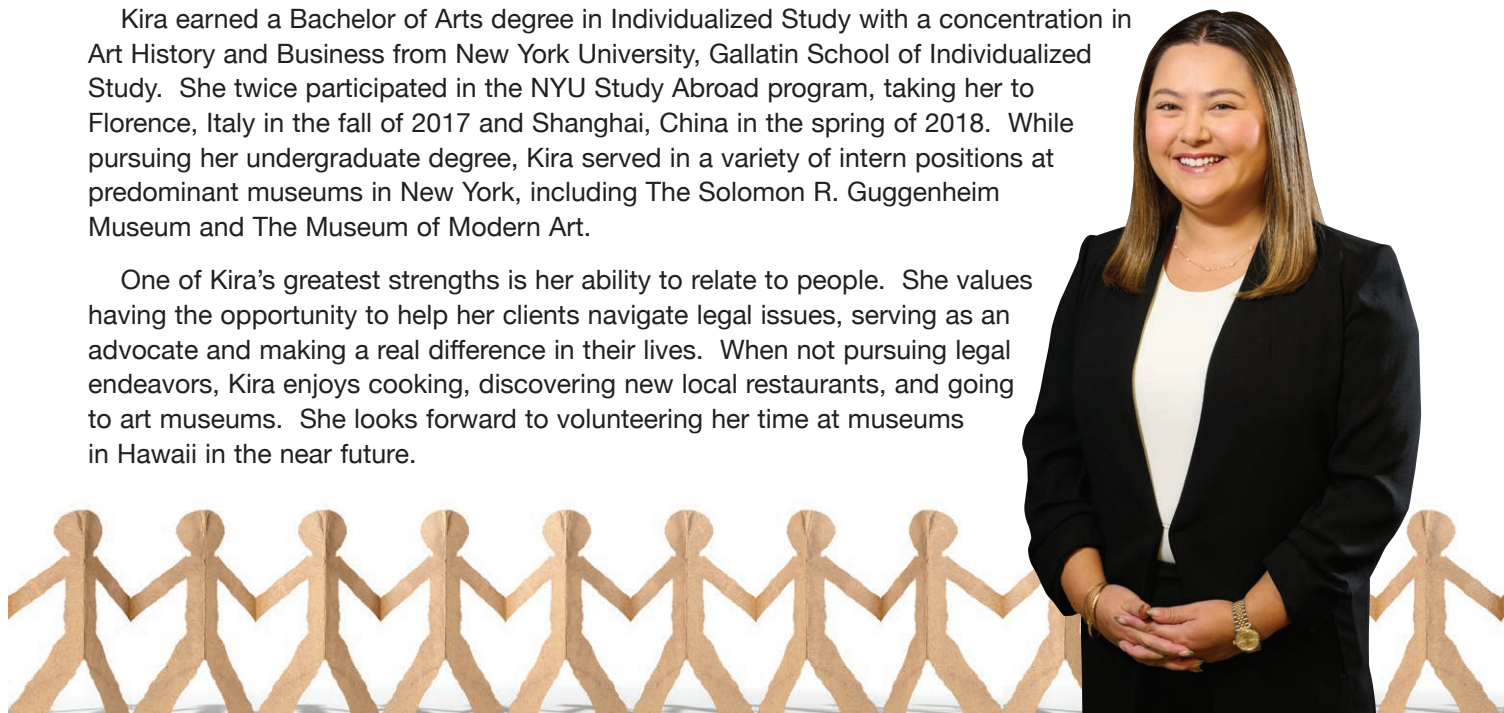 Kira earned a Bachelor of Arts degree in Individualized Study with a concentration in
Art History and Business from New York University, Gallatin School of Individualized
Study.  She twice participated in the NYU Study Abroad program, taking her to
Florence, Italy in the fall of 2017 and Shanghai, China in the spring of 2018.  While
pursuing her undergraduate degree, Kira served in a variety of intern positions at
predominant museums in New York, including The Solomon R. Guggenheim
Museum and The Museum of Modern Art.
One of Kira’s greatest strengths is her ability to relate to people.  She values
having the opportunity to help her clients navigate legal issues, serving as an
advocate and making a real difference in their lives.  When not pursuing legal
endeavors, Kira enjoys cooking, discovering new local restaurants, and going
to art museums.  She looks forward to volunteering her time at museums
in Hawaii in the near future.